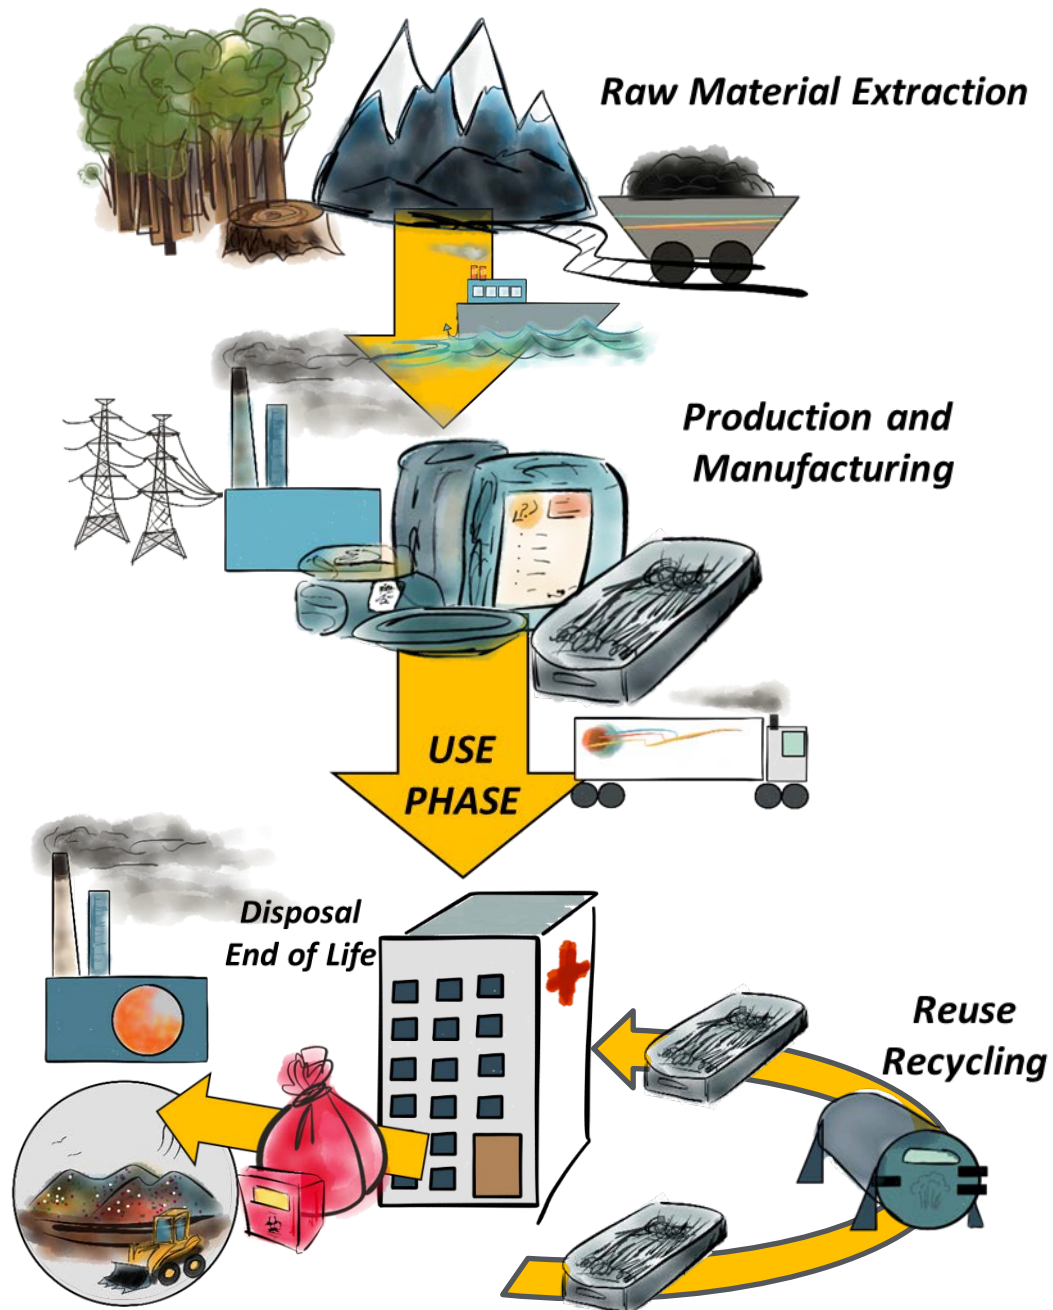 Raw Material Extraction
Production and
Manufacturing
USE
PHASE
Disposal
End of Life
Reuse
Recycling